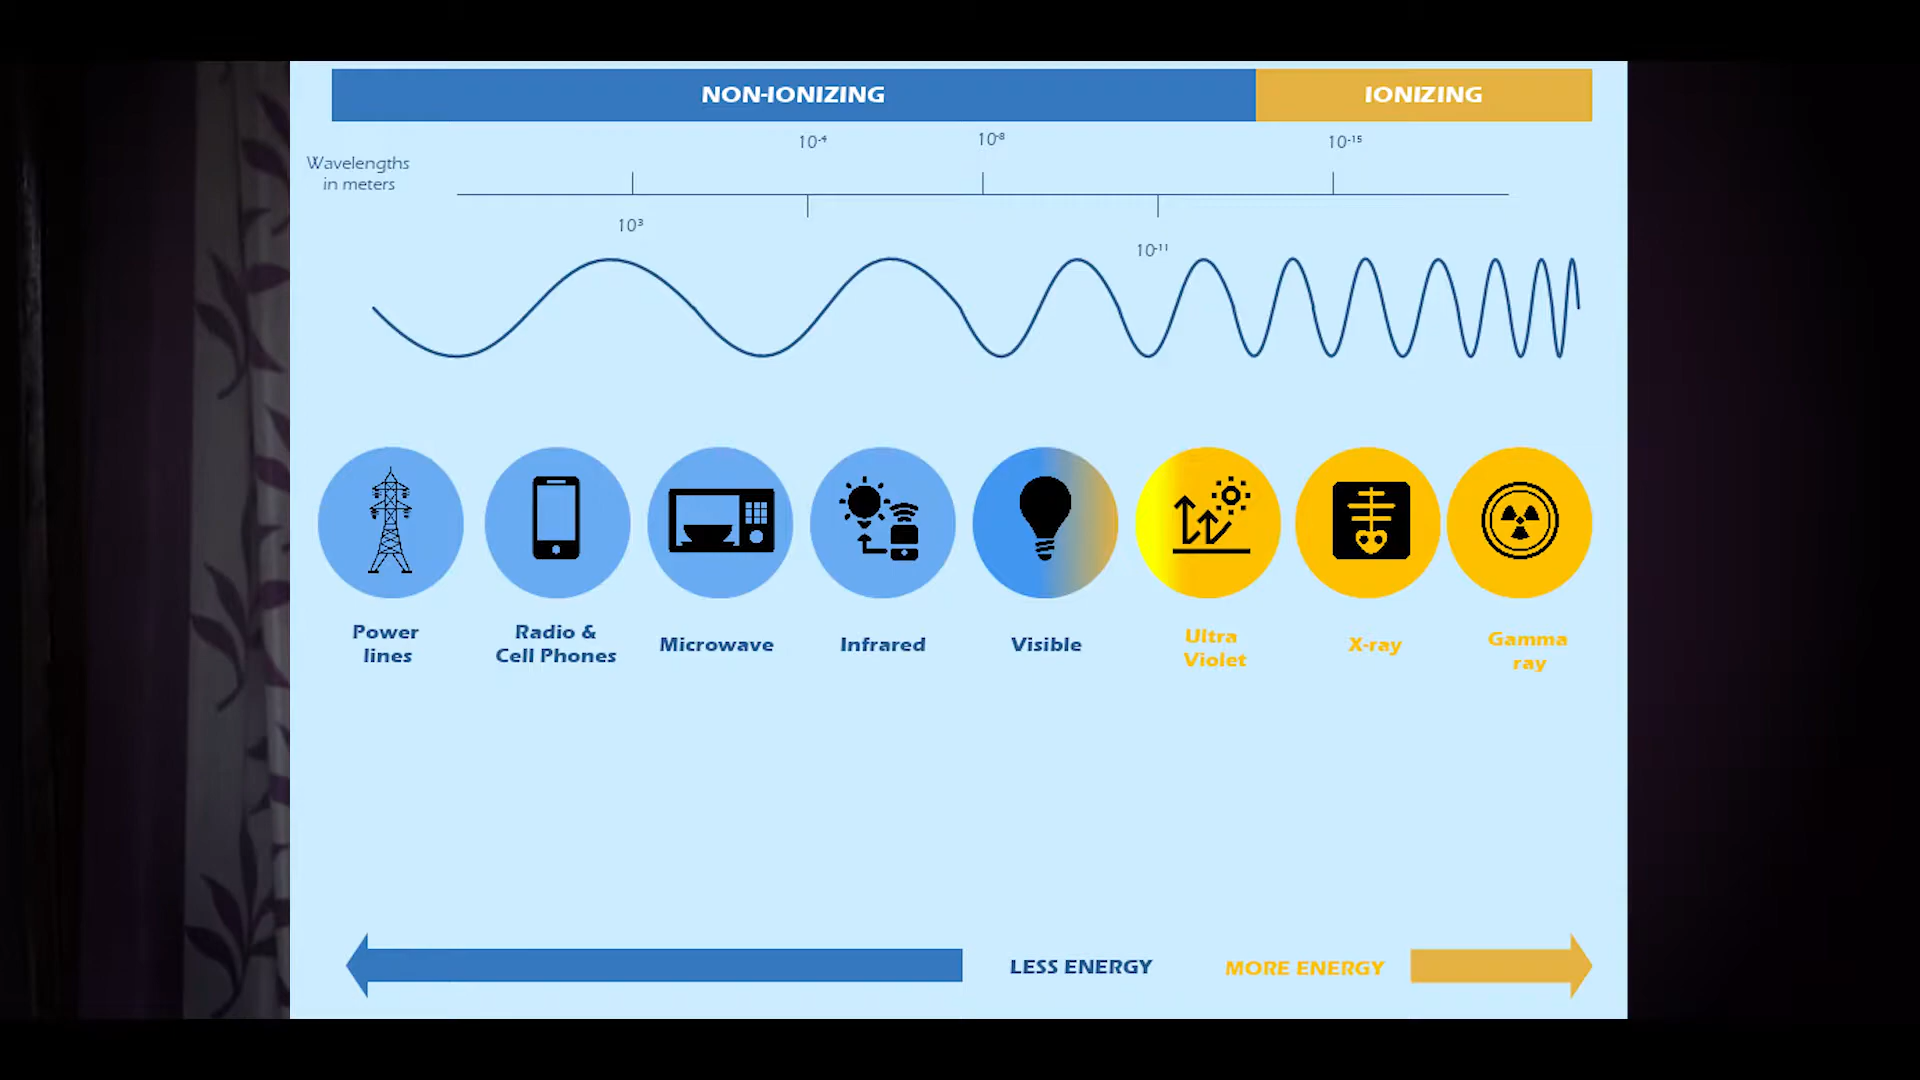 NON-IONIZING
IONIZING
10⁻⁴
10⁻⁸
10⁻¹⁵
Wavelengths
in meters
10³
10⁻¹¹
Power
lines
Radio &
Cell Phones
Microwave
Infrared
Visible
Ultra
Violet
X-ray
Gamma
ray
LESS ENERGY
MORE ENERGY